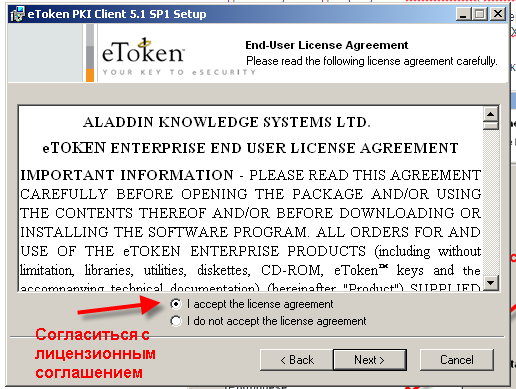 eToken PKI Client 5.1 SP1 Setup
eToken
YOUR KEY TO eSECURITY
End-User License Agreement
Please read the following license agreement carefully.
ALADDIN KNOWLEDGE SYSTEMS LTD.
eTOKEN ENTERPRISE END USER LICENSE AGREEMENT
IMPORTANT INFORMATION - PLEASE READ THIS AGREEMENT
CAREFULLY BEFORE OPENING THE PACKAGE AND/OR USING
THE CONTENTS THEREOF AND/OR BEFORE DOWNLOADING OR
INSTALLING THE SOFTWARE PROGRAM. ALL ORDERS FOR AND
USE OF THE eTOKEN ENTERPRISE PRODUCTS (including without
limitation, libraries, utilities, diskettes, CD-ROM, eToken™ keys and the
accompanying technical documentation) (hereinafter "Product") SUPPLIED
I accept the license agreement
I do not accept the license agreement
Согласиться с
лицензионным
соглашением
< Back
Next >
Cancel